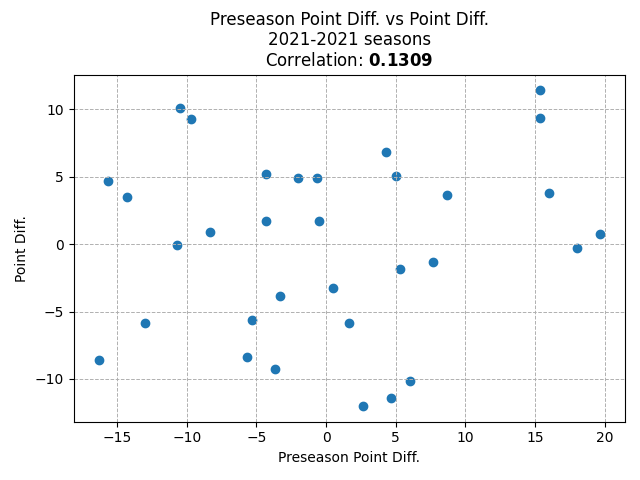 Preseason Point Diff. vs Point Diff.
2021-2021 seasons
Correlation: 0.1309
10
5
0
−5
−10
Point Diff.
−15
−10
−5
0
5
10
15
20
Preseason Point Diff.